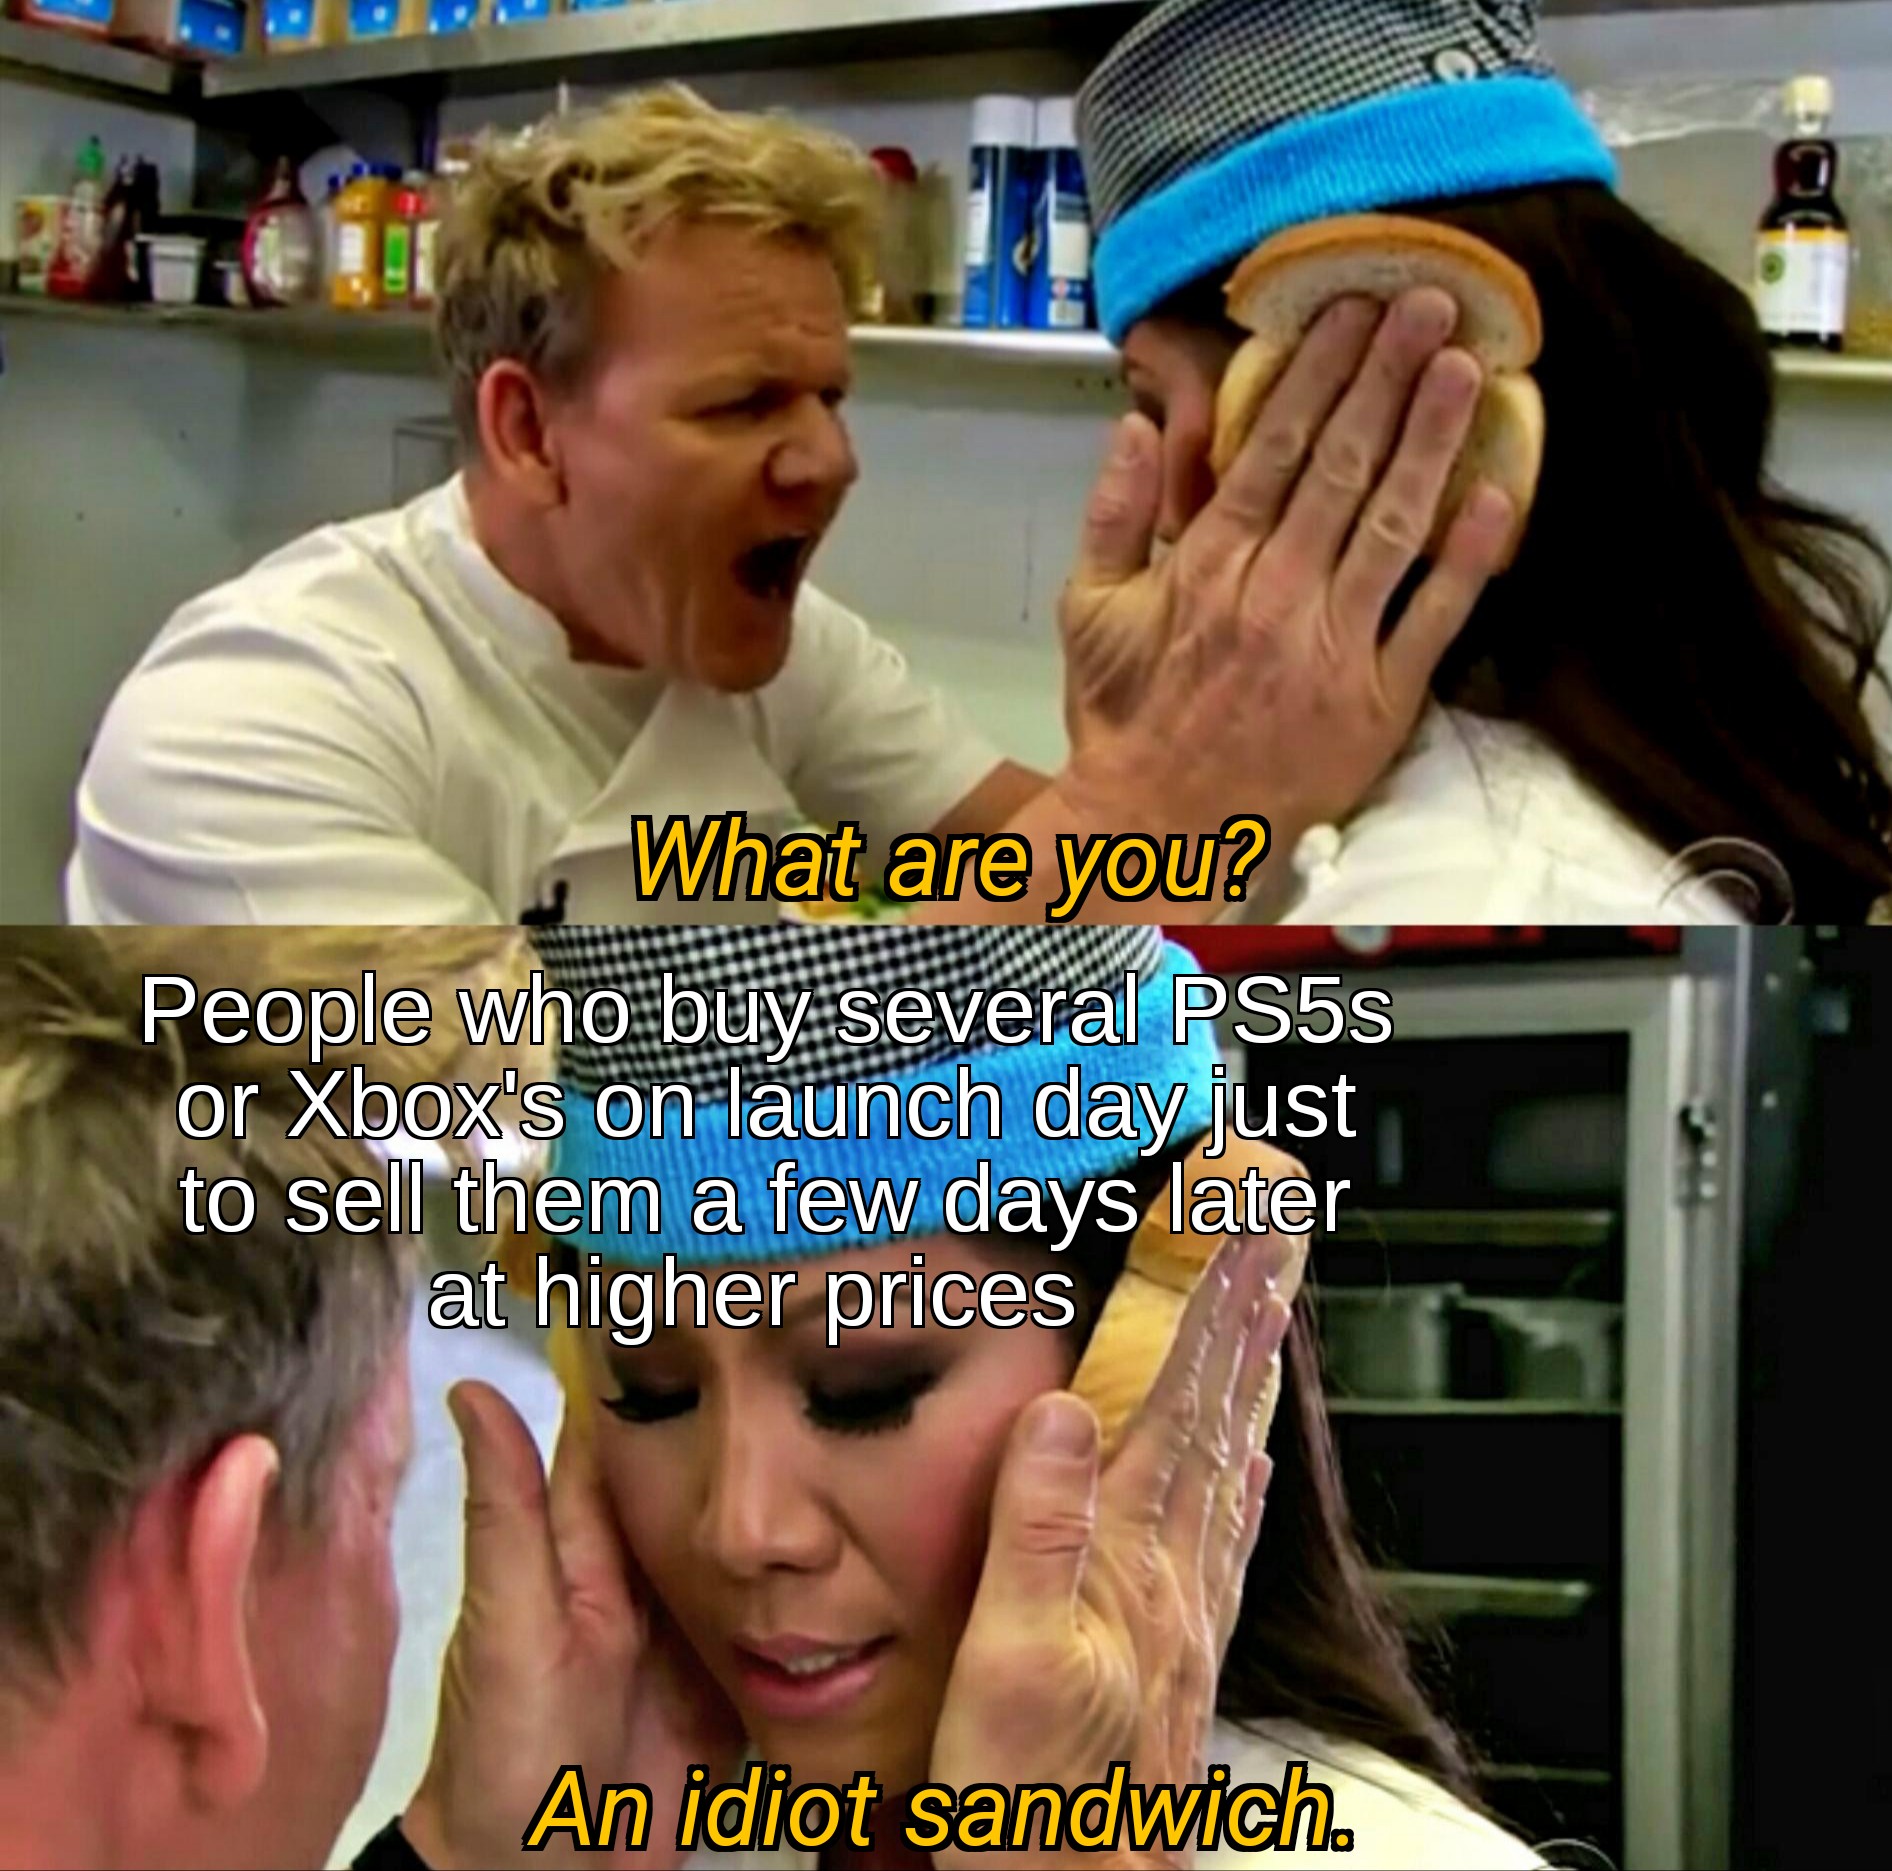 What are you?
People who buy several PS5s
or Xbox's on launch day just
to sell them a few days later
at higher prices
An idiot sandwich.